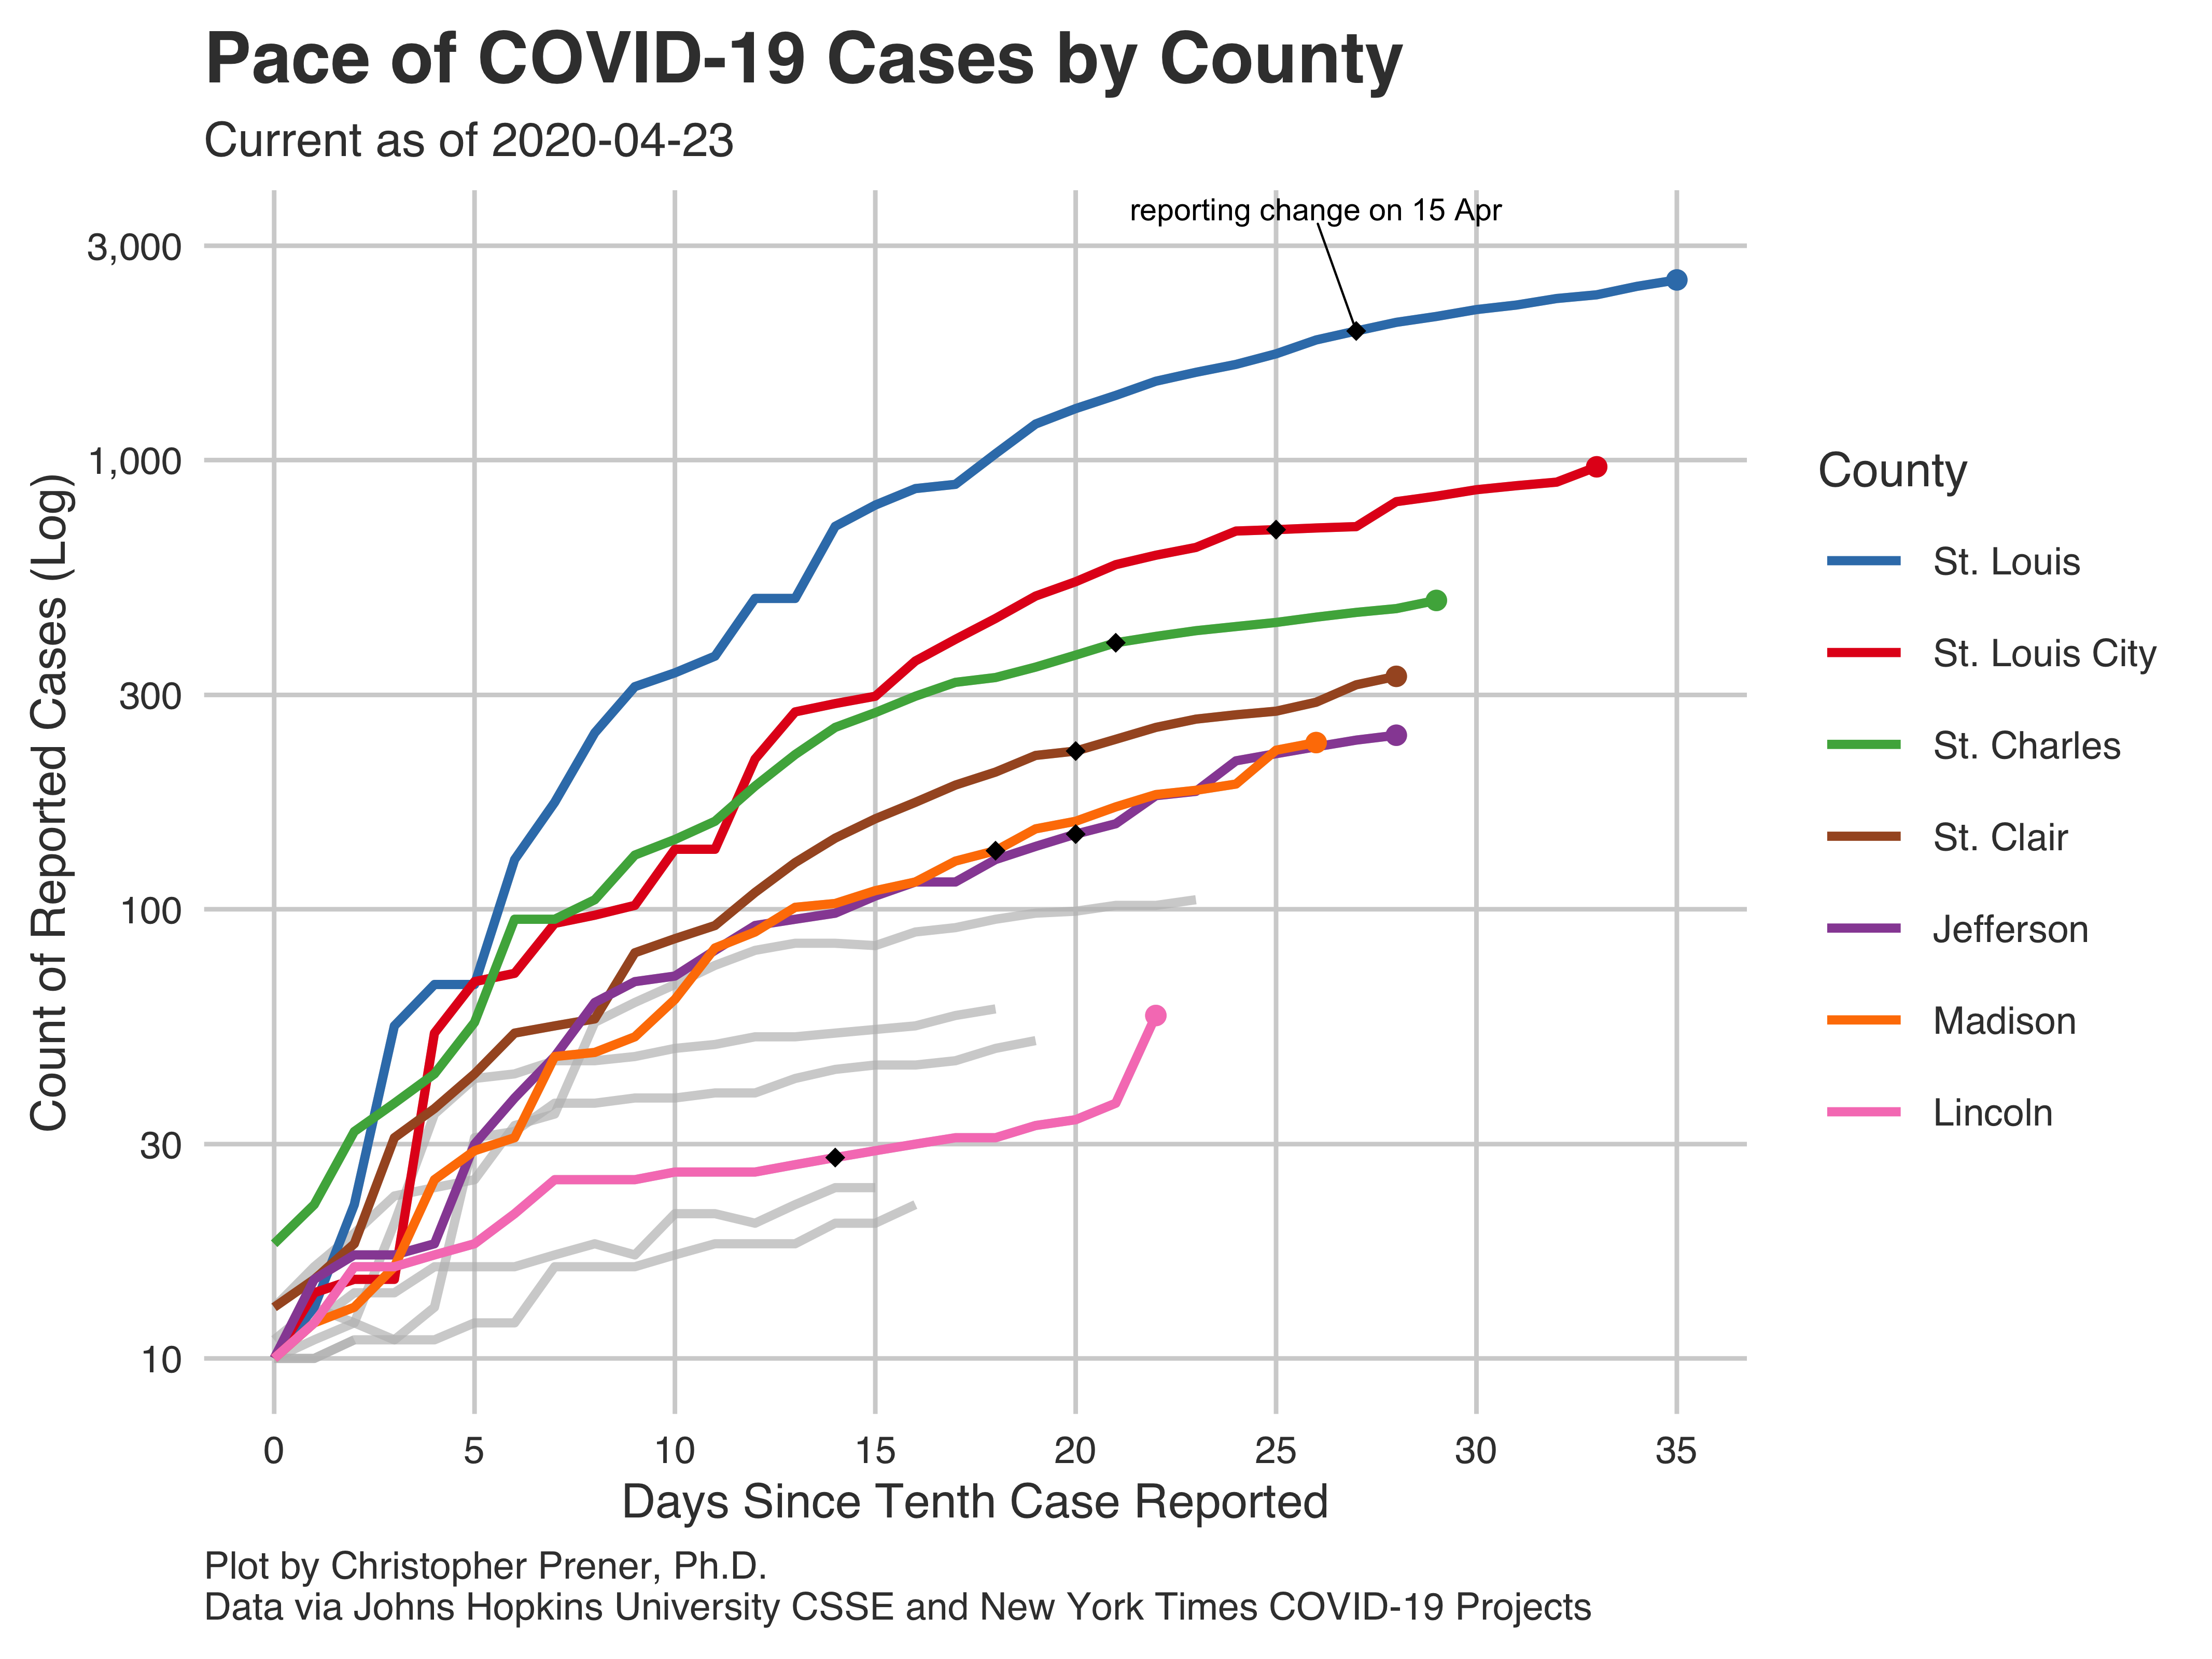 Pace of COVID-19 Cases by County
Current as of 2020-04-23
reporting change on 15 Apr
3,000
1,000
300
100
30
10
Count of Reported Cases (Log)
0 5 10 15 20 25 30 35
Days Since Tenth Case Reported
County
St. Louis
St. Louis City
St. Charles
St. Clair
Jefferson
Madison
Lincoln
Plot by Christopher Prener, Ph.D.
Data via Johns Hopkins University CSSE and New York Times COVID-19 Projects